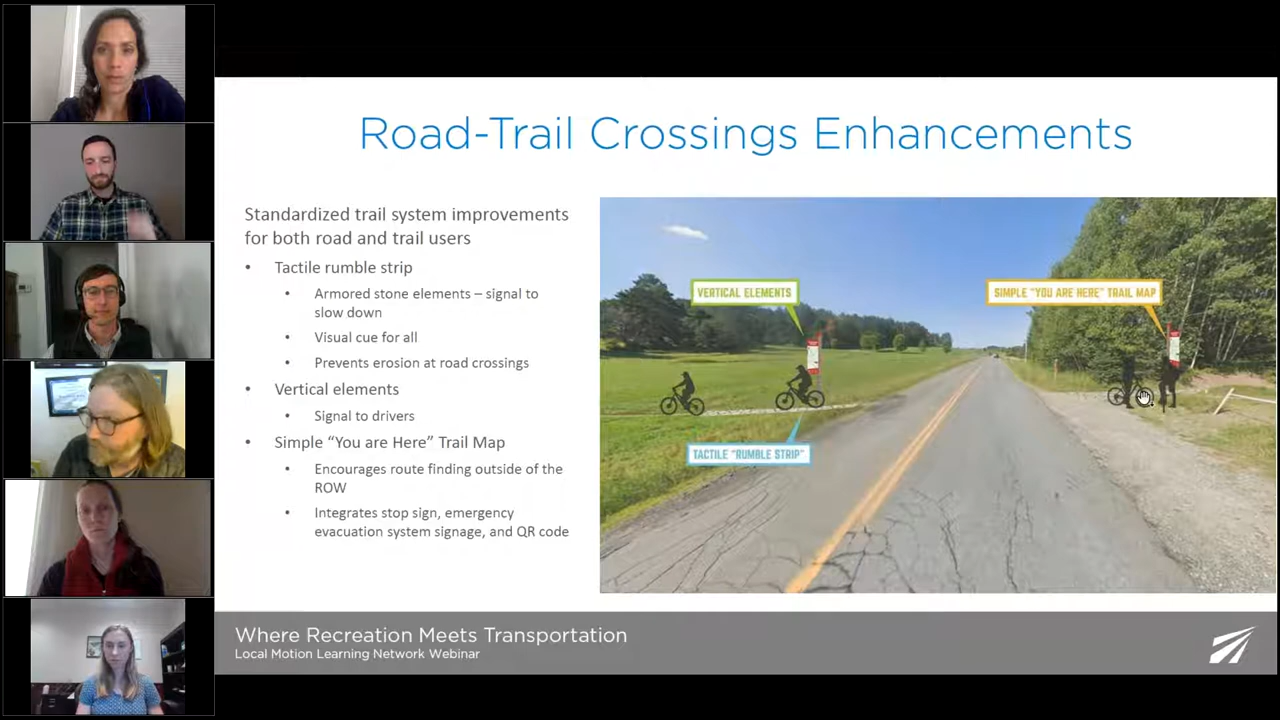 Road-Trail Crossings Enhancements
Standardized trail system improvements
for both road and trail users
• Tactile rumble strip
• Armored stone elements – signal to
slow down
• Visual cue for all
• Prevents erosion at road crossings
• Vertical elements
• Signal to drivers
• Simple “You are Here” Trail Map
• Encourages route finding outside of the
ROW
• Integrates stop sign, emergency
evacuation system signage, and QR code
VERTICAL ELEMENTS
SIMPLE "YOU ARE HERE" TRAIL MAP
TACTILE "RUMBLE STRIP"
Where Recreation Meets Transportation
Local Motion Learning Network Webinar